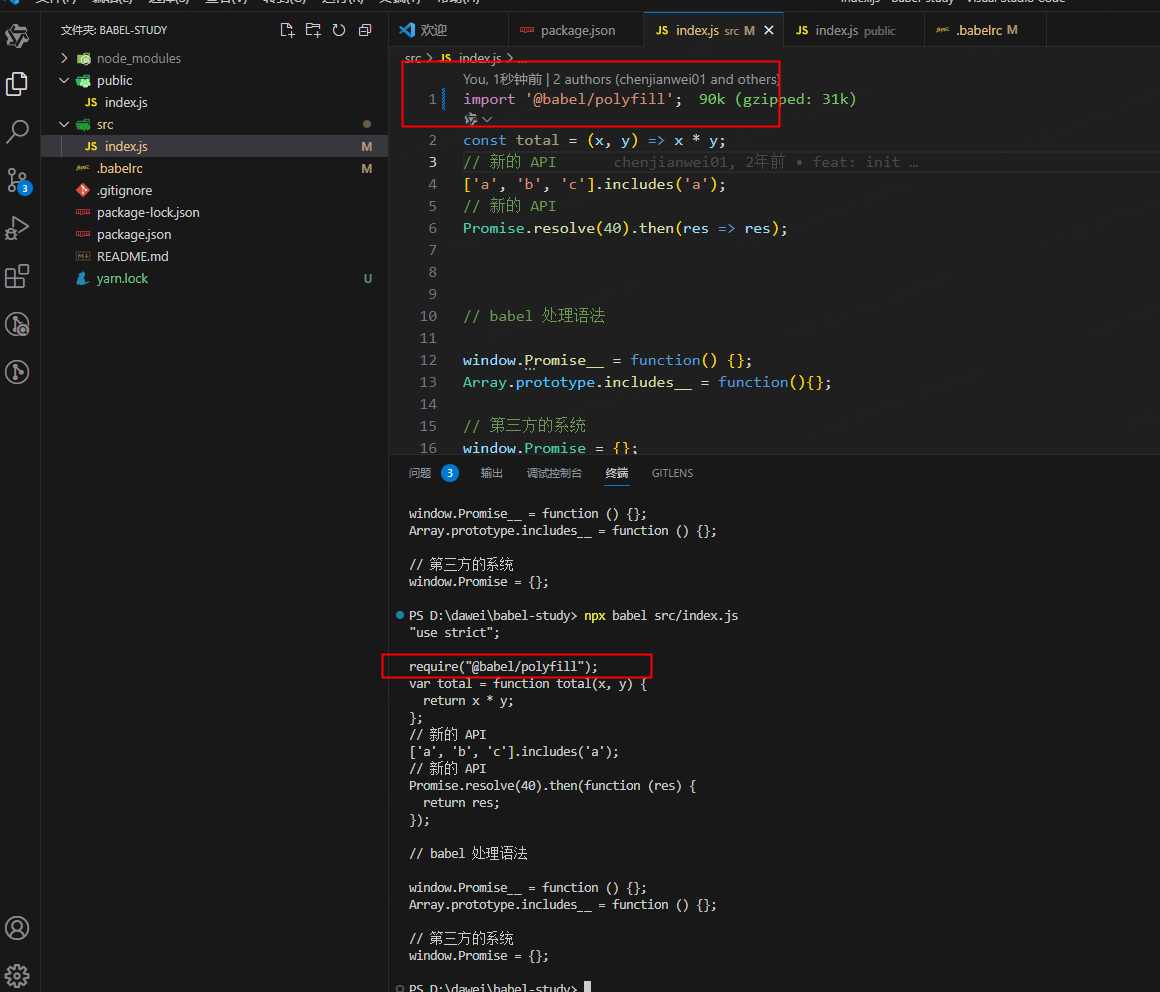 文件夹: BABEL-STUDY
node_modules
public
JS index.js
src
JS index.js M
.babelrc M
.gitignore
package-lock.json
package.json
README.md
yarn.lock U
3
欢迎
package.json
JS index.js src M
JS index.js public
.babelrc M
src > JS index.js > ...
You, 1秒钟前 | 2 authors (chenjianwei01 and others)
1 import '@babel/polyfill'; 90k (gzipped: 31k)
2 const total = (x, y) => x * y;
3 // 新的 API chenjianwei01, 2年前 • feat: init …
4 ['a', 'b', 'c'].includes('a');
5 // 新的 API
6 Promise.resolve(40).then(res => res);
7
8
9
10 // babel 处理语法
11
12 window.Promise__ = function() {};
13 Array.prototype.includes__ = function(){};
14
15 // 第三方的系统
16 window.Promise = {};
问题 3 输出 调试控制台 终端 GITLENS
window.Promise__ = function () {};
Array.prototype.includes__ = function () {};
// 第三方的系统
window.Promise = {};
PS D:\dawei\babel-study> npx babel src/index.js
"use strict";
require("@babel/polyfill");
var total = function total(x, y) {
return x * y;
};
// 新的 API
['a', 'b', 'c'].includes('a');
// 新的 API
Promise.resolve(40).then(function (res) {
return res;
});
// babel 处理语法
window.Promise__ = function () {};
Array.prototype.includes__ = function () {};
// 第三方的系统
window.Promise = {};
PS D:\dawei\babel-study>